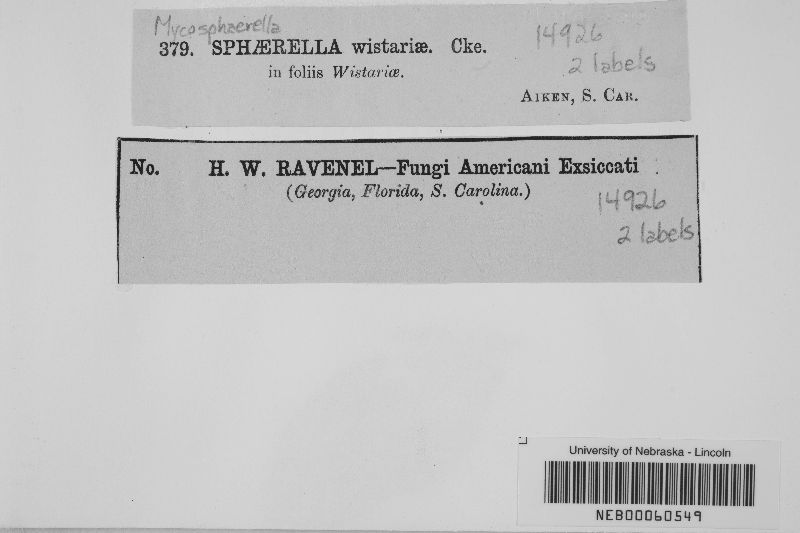 Mycosphaerella
379. SPHÆRELLA wistariæ. Cke.
14926
in foliis Wistariæ.
2 labels
AIKEN, S. CAR.
No. H. W. RAVENEL—Fungi Americani Exsiccati
(Georgia, Florida, S. Carolina.)
14926
2 labels
University of Nebraska - Lincoln
NEB00060549